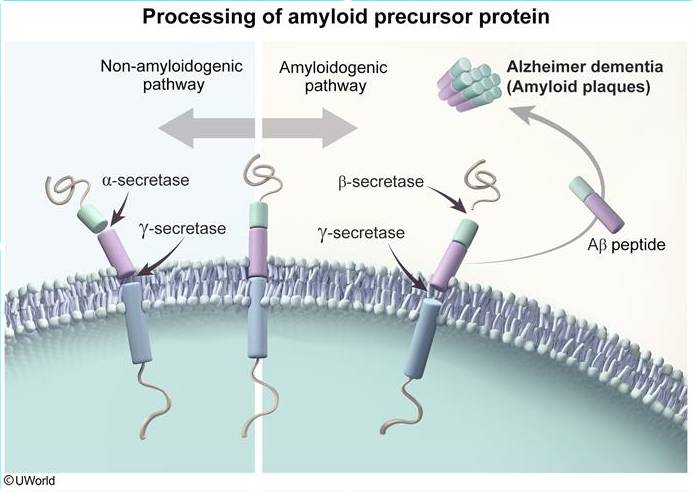 Processing of amyloid precursor protein
Non-amyloidogenic
pathway
Amyloidogenic
pathway
Alzheimer dementia
(Amyloid plaques)
α-secretase
γ-secretase
β-secretase
γ-secretase
Aβ peptide
©UWorld